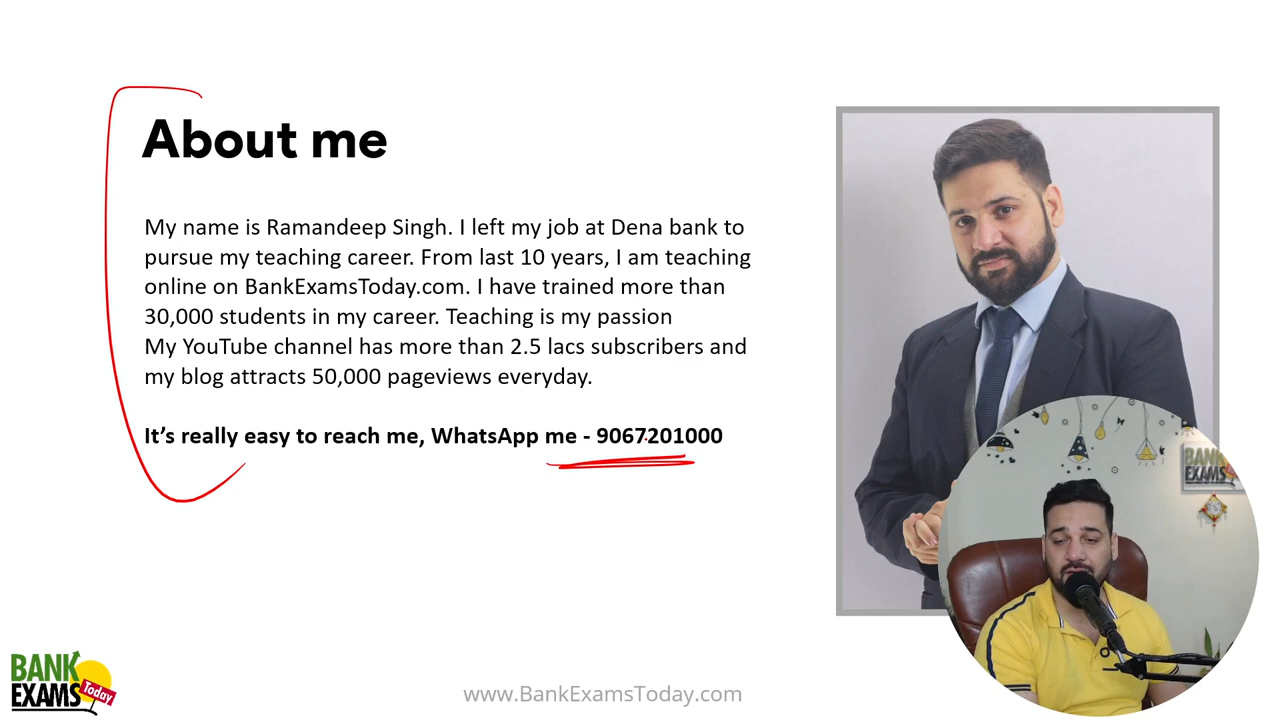 About me
My name is Ramandeep Singh. I left my job at Dena bank to
pursue my teaching career. From last 10 years, I am teaching
online on BankExamsToday.com. I have trained more than
30,000 students in my career. Teaching is my passion
My YouTube channel has more than 2.5 lacs subscribers and
my blog attracts 50,000 pageviews everyday.
It's really easy to reach me, WhatsApp me - 9067201000
BANK
EXAMS
BANK
EXAMS
Today
www.BankExamsToday.com